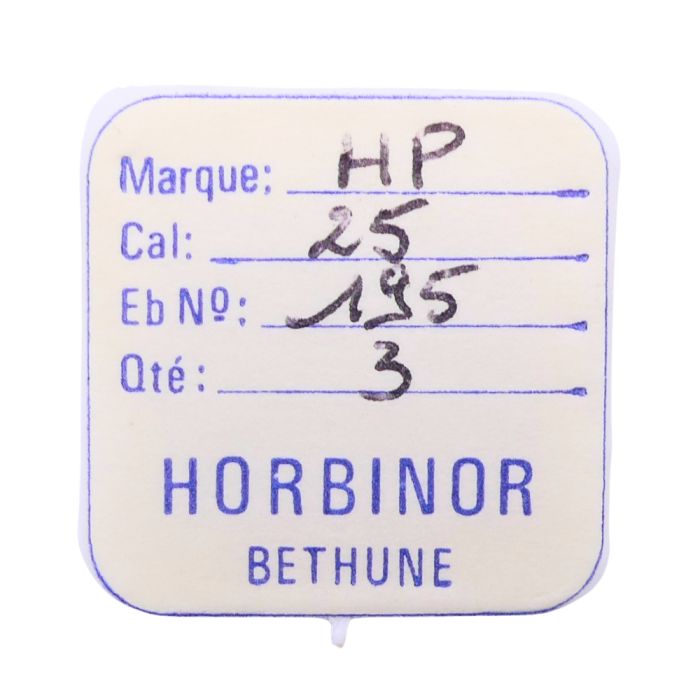 Marque: HP
Cal: 25
Eb Nº: 195
Qté: 3
HORBINOR
BETHUNE